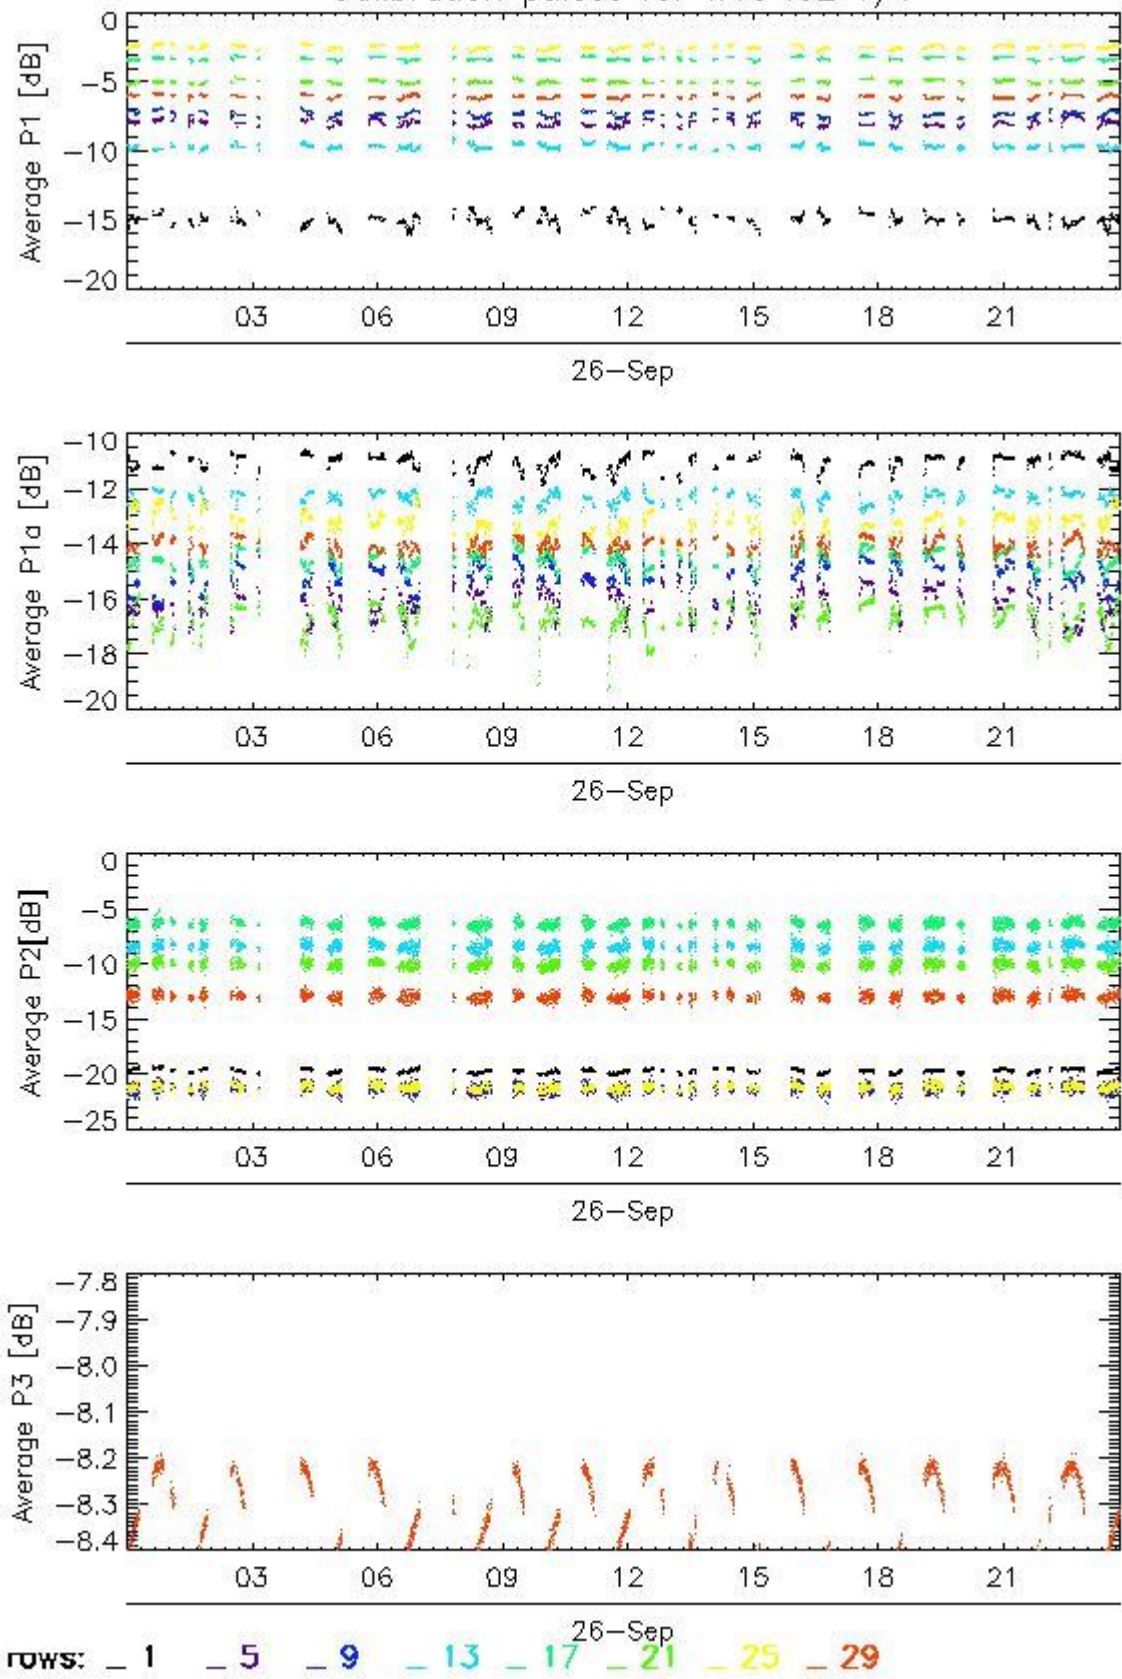 0
−5
−10
−15
−20
Average P1 [dB]
03 06 09 12 15 18 21
26−Sep
−10
−12
−14
−16
−18
−20
Average P1a [dB]
03 06 09 12 15 18 21
26−Sep
0
−5
−10
−15
−20
−25
Average P2[dB]
03 06 09 12 15 18 21
26−Sep
−7.8
−7.9
−8.0
−8.1
−8.2
−8.3
−8.4
Average P3 [dB]
03 06 09 12 15 18 21
26−Sep
rows: _ 1 _ 5 _ 9 _ 13 _ 17 _ 21 _ 25 _ 29